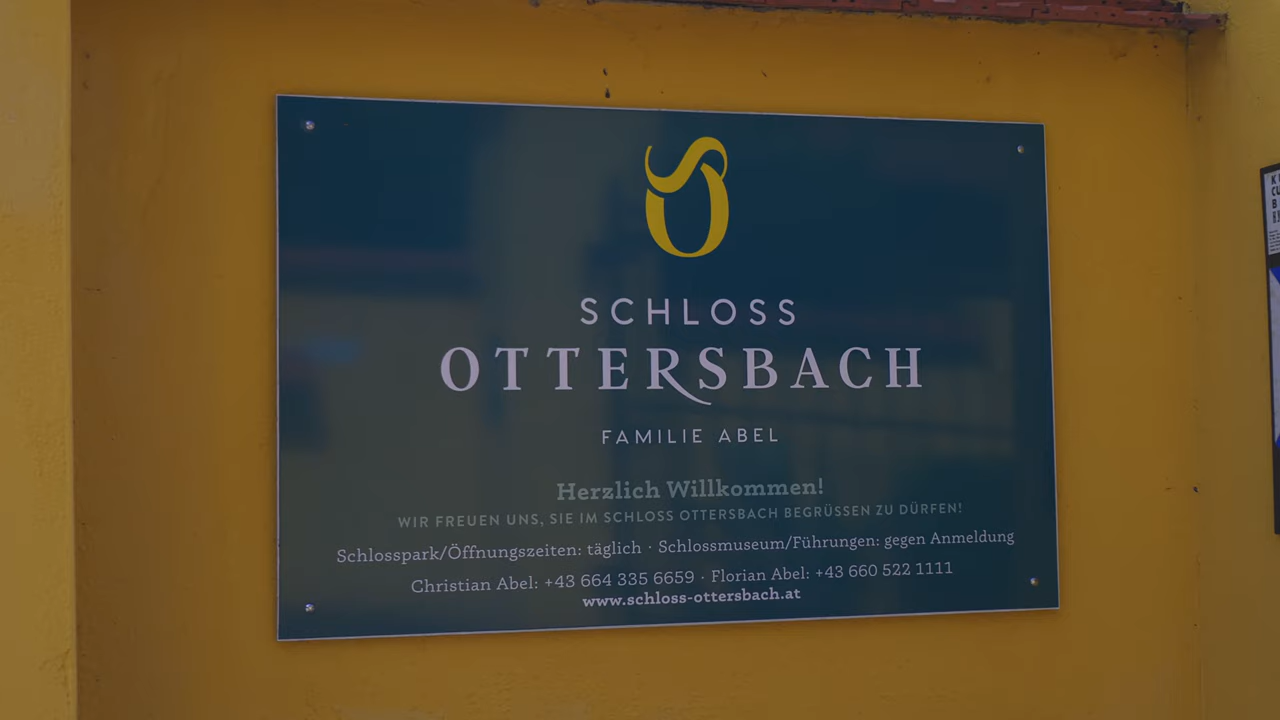 SCHLOSS
OTTERSBACH
FAMILIE ABEL
Herzlich Willkommen!
WIR FREUEN UNS, SIE IM SCHLOSS OTTERSBACH BEGRÜSSEN ZU DÜRFEN!
Schlosspark/Öffnungszeiten: täglich · Schlossmuseum/Führungen: gegen Anmeldung
Christian Abel: +43 664 335 6659 · Florian Abel: +43 660 522 1111
www.schloss-ottersbach.at